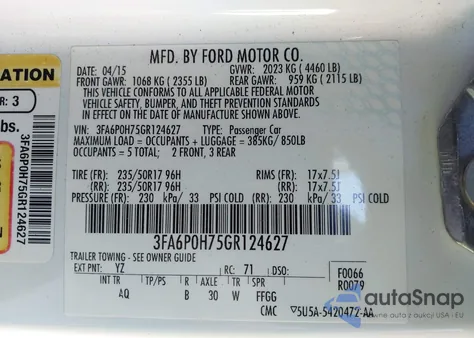 MFD. BY FORD MOTOR CO.
DATE: 04/15 GVWR: 2023 KG ( 4460 LB)
FRONT GAWR: 1068 KG ( 2355 LB) REAR GAWR: 959 KG ( 2115 LB)
THIS VEHICLE CONFORMS TO ALL APPLICABLE FEDERAL MOTOR
VEHICLE SAFETY, BUMPER, AND THEFT PREVENTION STANDARDS
IN EFFECT ON THE DATE OF MANUFACTURE SHOWN ABOVE.
VIN: 3FA6P0H75GR124627 TYPE: Passenger Car
MAXIMUM LOAD = OCCUPANTS + LUGGAGE = 385KG/ 850LB
OCCUPANTS = 5 TOTAL; 2 FRONT, 3 REAR
TIRE (FR): 235/50R17 96H RIMS (FR): 17x7.5J
(RR): 235/50R17 96H (RR): 17x7.5J
PRESSURE (FR): 230 kPa/ 33 PSI COLD (RR): 230 kPa/ 33 PSI COLD
3FA6P0H75GR124627
TRAILER TOWING - SEE OWNER GUIDE
EXT PNT: YZ RC: 71 DSO: F0066
INT TR TP/PS R AXLE TR SPR R0079
AQ B 30 W FFGG
CMC 5U5A-5420472-AA
ATION
R: 3
lbs.
3FA6P0H75GR124627
autoSnap
Used cars auction USA - EU